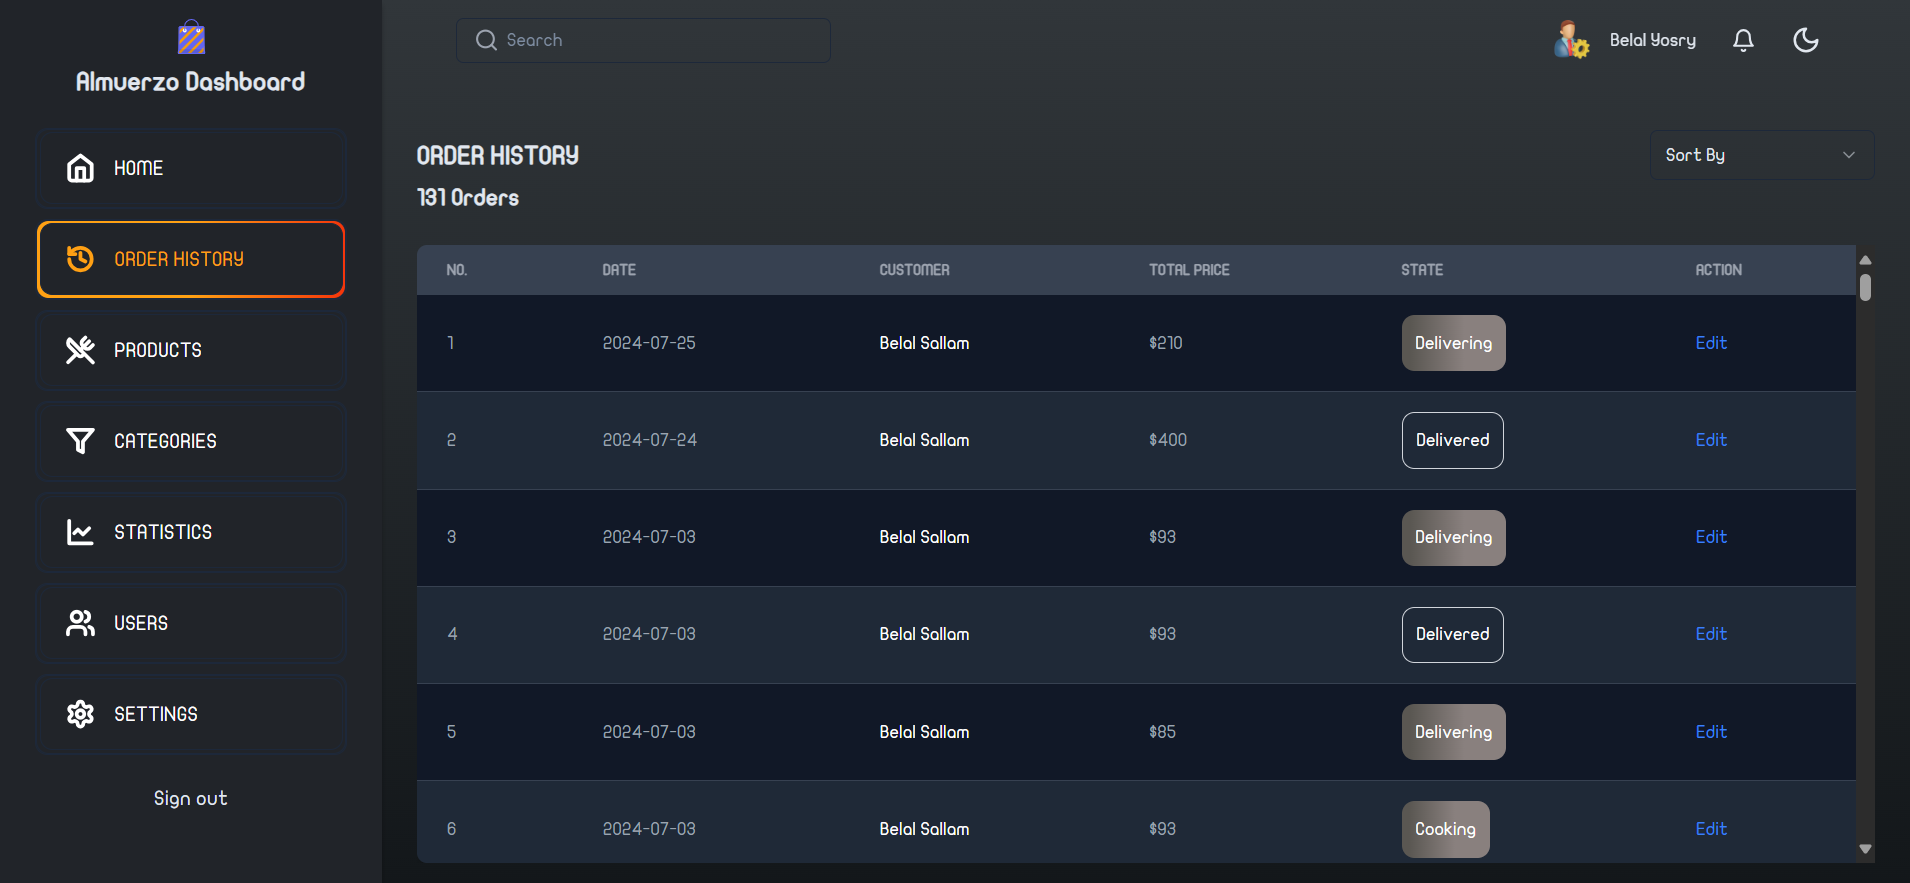 Almuerzo Dashboard
HOME
ORDER HISTORY
PRODUCTS
CATEGORIES
STATISTICS
USERS
SETTINGS
Sign out
Search
Belal Yosry
ORDER HISTORY
131 Orders
Sort By
NO. DATE CUSTOMER TOTAL PRICE STATE ACTION
1 2024-07-25 Belal Sallam $210 Delivering Edit
2 2024-07-24 Belal Sallam $400 Delivered Edit
3 2024-07-03 Belal Sallam $93 Delivering Edit
4 2024-07-03 Belal Sallam $93 Delivered Edit
5 2024-07-03 Belal Sallam $85 Delivering Edit
6 2024-07-03 Belal Sallam $93 Cooking Edit